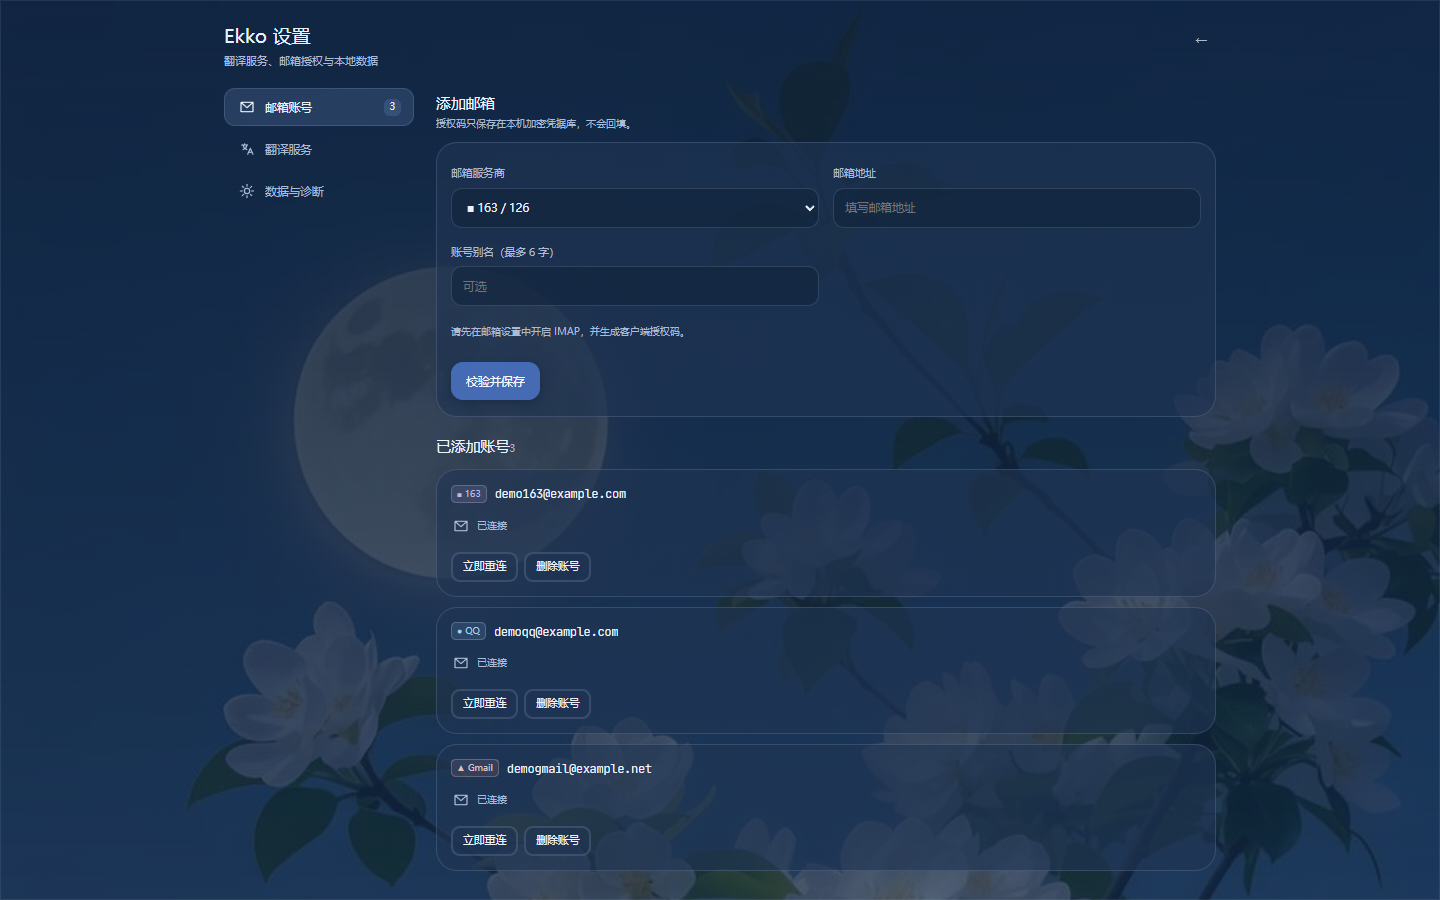 Ekko 设置
←
翻译服务、邮箱授权与本地数据
邮箱账号 3
翻译服务
数据与诊断
添加邮箱
授权码只保存在本机加密凭据库，不会回填。
邮箱服务商
■ 163 / 126
邮箱地址
填写邮箱地址
账号别名（最多 6 字）
可选
请先在邮箱设置中开启 IMAP，并生成客户端授权码。
校验并保存
已添加账号3
■ 163 demo163@example.com
已连接
立即重连 删除账号
● QQ demoqq@example.com
已连接
立即重连 删除账号
▲ Gmail demogmail@example.net
已连接
立即重连 删除账号